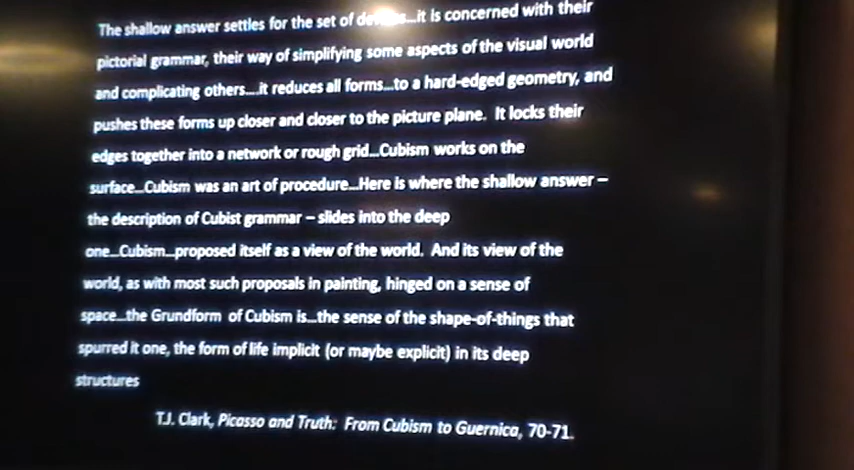 The shallow answer settles for the set of ...it is concerned with their
pictorial grammar, their way of simplifying some aspects of the visual world
and complicating others....it reduces all forms...to a hard-edged geometry, and
pushes these forms up closer and closer to the picture plane. It locks their
edges together into a network or rough grid...Cubism works on the
surface...Cubism was an art of procedure...Here is where the shallow answer –
the description of Cubist grammar – slides into the deep
one...Cubism...proposed itself as a view of the world. And its view of the
world, as with most such proposals in painting, hinged on a sense of
space...the Grundform of Cubism is...the sense of the shape-of-things that
spurred it one, the form of life implicit (or maybe explicit) in its deep
structures
T.J. Clark, Picasso and Truth: From Cubism to Guernica, 70-71.